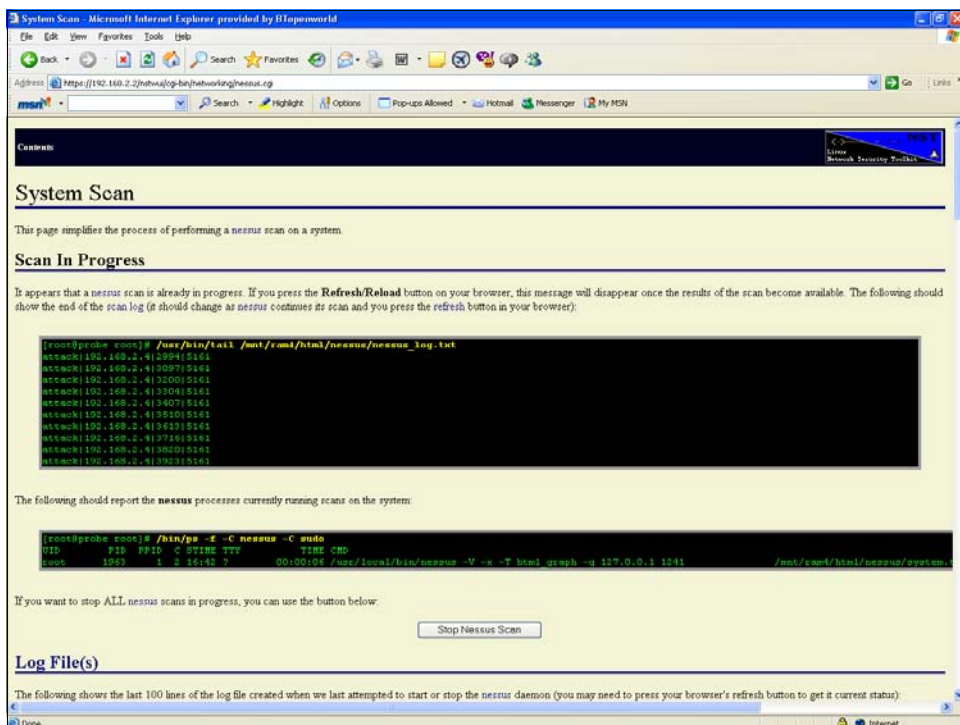 System Scan - Microsoft Internet Explorer provided by BTopenworld
File Edit View Favorites Tools Help
Back Search Favorites
Address https://192.168.2.2/nstwui/cgi-bin/networking/nessus.cgi Go Links
msn Search Highlight Options Pop-ups Allowed Hotmail Messenger My MSN
Contents
NST
Linux
Network Security Toolkit
System Scan
This page simplifies the process of performing a nessus scan on a system.
Scan In Progress
It appears that a nessus scan is already in progress. If you press the Refresh/Reload button on your browser, this message will disappear once the results of the scan become available. The following should
show the end of the scan log (it should change as nessus continues its scan and you press the refresh button in your browser):
[root@probe root]# /usr/bin/tail /mnt/ram4/html/nessus/nessus_log.txt
attack|192.168.2.4|2994|5161
attack|192.168.2.4|3097|5161
attack|192.168.2.4|3200|5161
attack|192.168.2.4|3304|5161
attack|192.168.2.4|3407|5161
attack|192.168.2.4|3510|5161
attack|192.168.2.4|3613|5161
attack|192.168.2.4|3716|5161
attack|192.168.2.4|3820|5161
attack|192.168.2.4|3923|5161
The following should report the nessus processes currently running scans on the system:
[root@probe root]# /bin/ps -f -C nessus -C sudo
UID PID PPID C STIME TTY TIME CMD
root 1963 1 2 16:42 ? 00:00:06 /usr/local/bin/nessus -V -x -T html_graph -q 127.0.0.1 1241 /mnt/ram4/html/nessus/system.t
If you want to stop ALL nessus scans in progress, you can use the button below:
Stop Nessus Scan
Log File(s)
The following shows the last 100 lines of the log file created when we last attempted to start or stop the nessus daemon (you may need to press your browser's refresh button to get it current status):
Done Internet